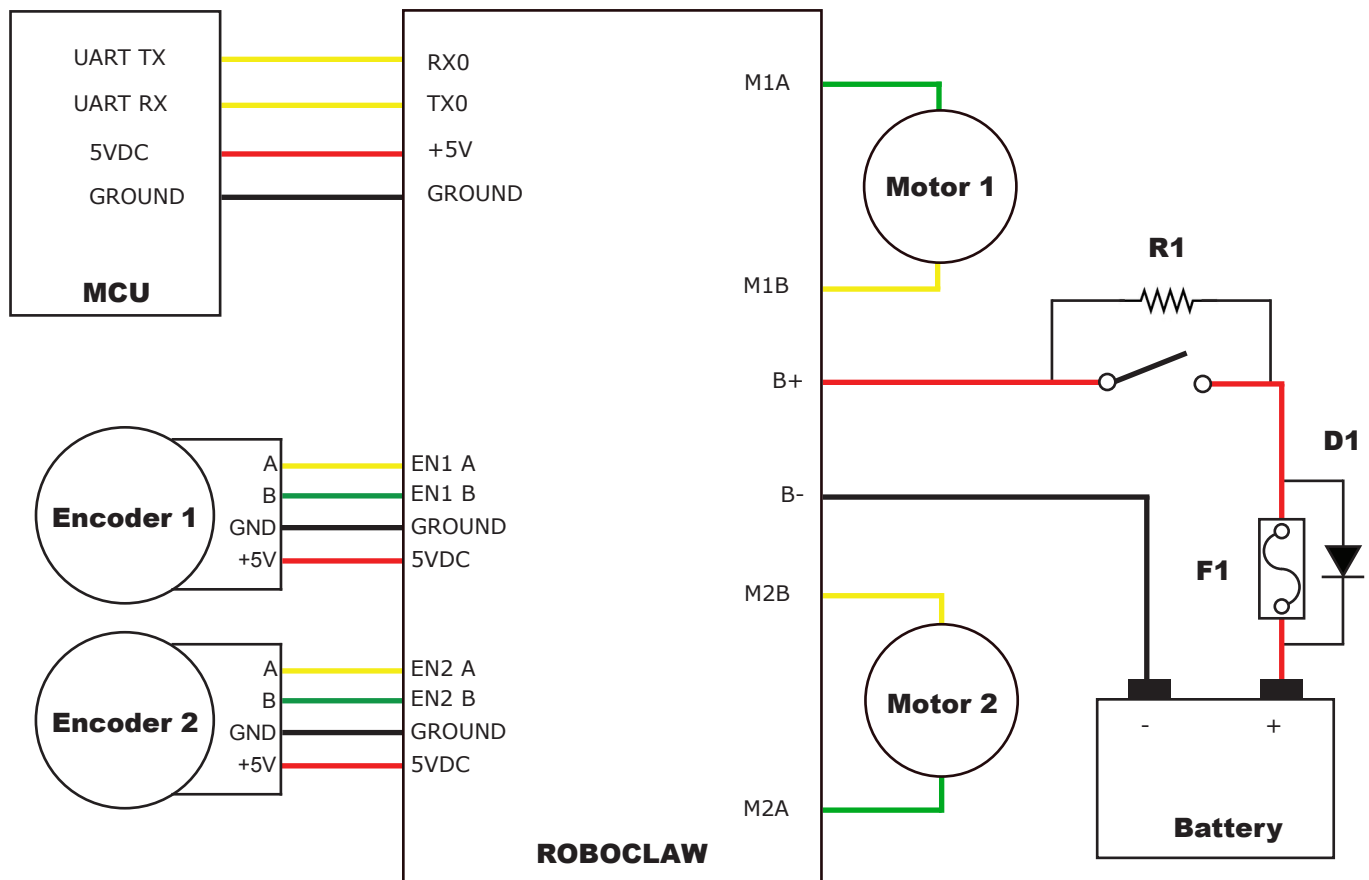 UART TX
UART RX
5VDC
GROUND
MCU
RX0
TX0
+5V
GROUND
M1A
Motor 1
M1B
R1
B+
D1
B-
F1
A
B
GND
+5V
Encoder 1
EN1 A
EN1 B
GROUND
5VDC
M2B
Motor 2
M2A
A
B
GND
+5V
Encoder 2
EN2 A
EN2 B
GROUND
5VDC
- +
Battery
ROBOCLAW